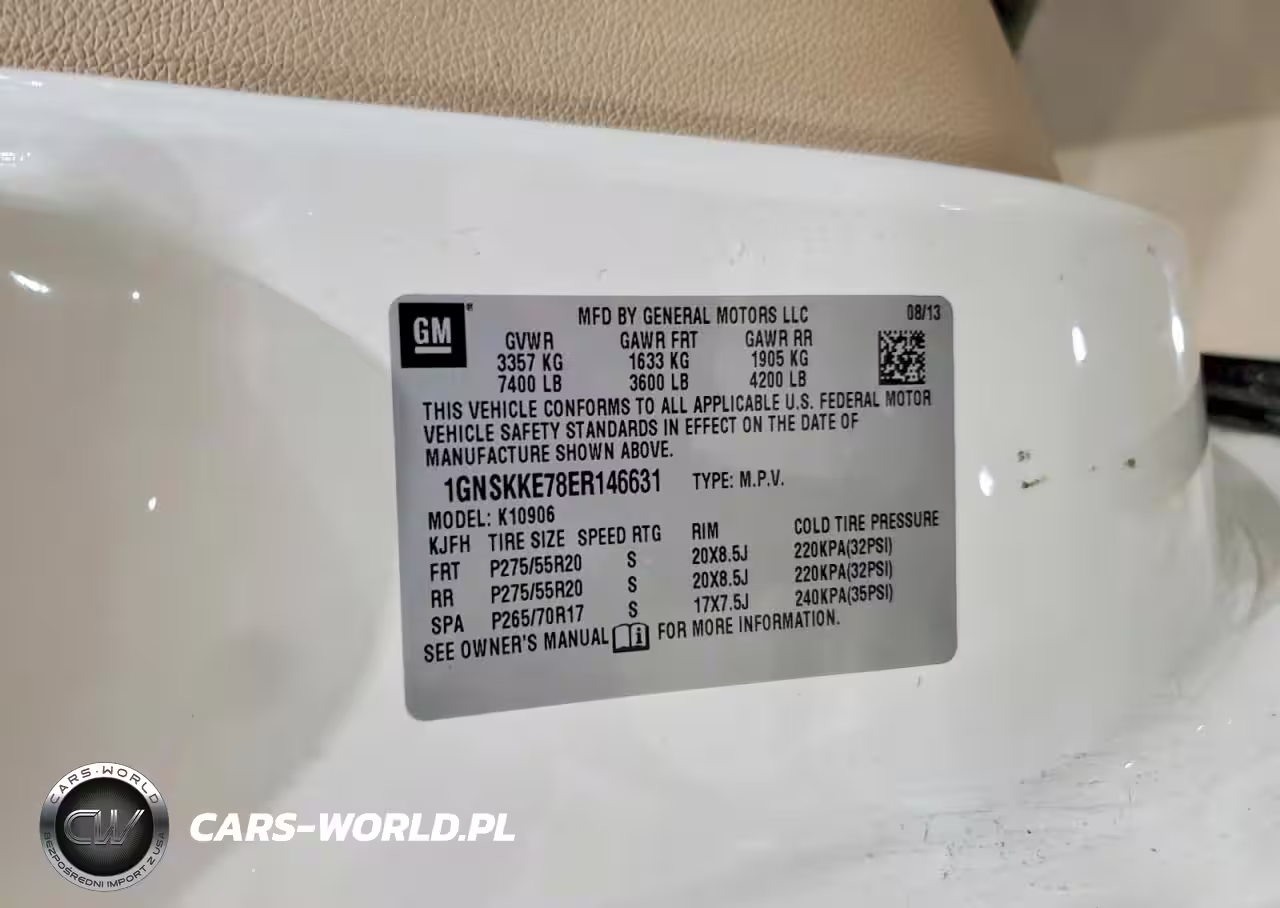 GM
MFD BY GENERAL MOTORS LLC 08/13
GVWR GAWR FRT GAWR RR
3357 KG 1633 KG 1905 KG
7400 LB 3600 LB 4200 LB
THIS VEHICLE CONFORMS TO ALL APPLICABLE U.S. FEDERAL MOTOR
VEHICLE SAFETY STANDARDS IN EFFECT ON THE DATE OF
MANUFACTURE SHOWN ABOVE.
1GNSKKE78ER146631 TYPE: M.P.V.
MODEL: K10906
KJFH TIRE SIZE SPEED RTG RIM COLD TIRE PRESSURE
FRT P275/55R20 S 20X8.5J 220KPA(32PSI)
RR P275/55R20 S 20X8.5J 220KPA(32PSI)
SPA P265/70R17 S 17X7.5J 240KPA(35PSI)
SEE OWNER'S MANUAL FOR MORE INFORMATION.
CARS-WORLD
CW
BEZPOŚREDNI IMPORT Z USA
CARS-WORLD.PL